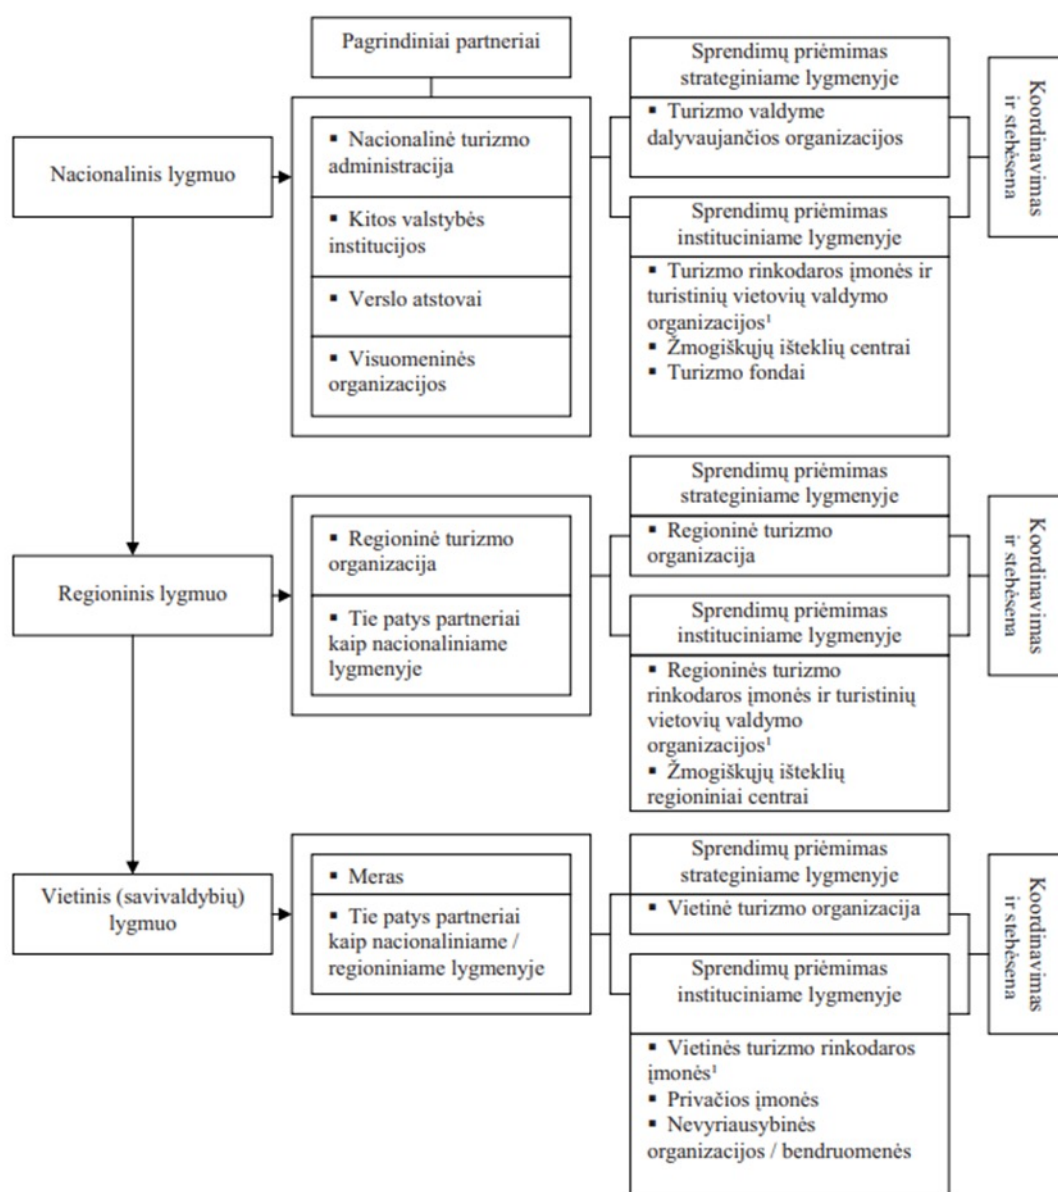 Pagrindiniai partneriai
Nacionalinis lygmuo
▪ Nacionalinė turizmo
administracija
▪ Kitos valstybės
institucijos
▪ Verslo atstovai
▪ Visuomeninės
organizacijos
Sprendimų priėmimas
strateginiame lygmenyje
▪ Turizmo valdyme
dalyvaujančios organizacijos
Sprendimų priėmimas
instituciniame lygmenyje
▪ Turizmo rinkodaros įmonės ir
turistinių vietovių valdymo
organizacijos¹
▪ Žmogiškųjų išteklių centrai
▪ Turizmo fondai
Koordinavimas
ir stebėsena
Regioninis lygmuo
▪ Regioninė turizmo
organizacija
▪ Tie patys partneriai
kaip nacionaliniame
lygmenyje
Sprendimų priėmimas
strateginiame lygmenyje
▪ Regioninė turizmo
organizacija
Sprendimų priėmimas
instituciniame lygmenyje
▪ Regioninės turizmo
rinkodaros įmonės ir turistinių
vietovių valdymo
organizacijos¹
▪ Žmogiškųjų išteklių
regioniniai centrai
Koordinavimas
ir stebėsena
Vietinis (savivaldybių)
lygmuo
▪ Meras
▪ Tie patys partneriai
kaip nacionaliniame /
regioniniame lygmenyje
Sprendimų priėmimas
strateginiame lygmenyje
▪ Vietinė turizmo organizacija
Sprendimų priėmimas
instituciniame lygmenyje
▪ Vietinės turizmo rinkodaros
įmonės¹
▪ Privačios įmonės
▪ Nevyriausybinės
organizacijos / bendruomenės
Koordinavimas
ir stebėsena